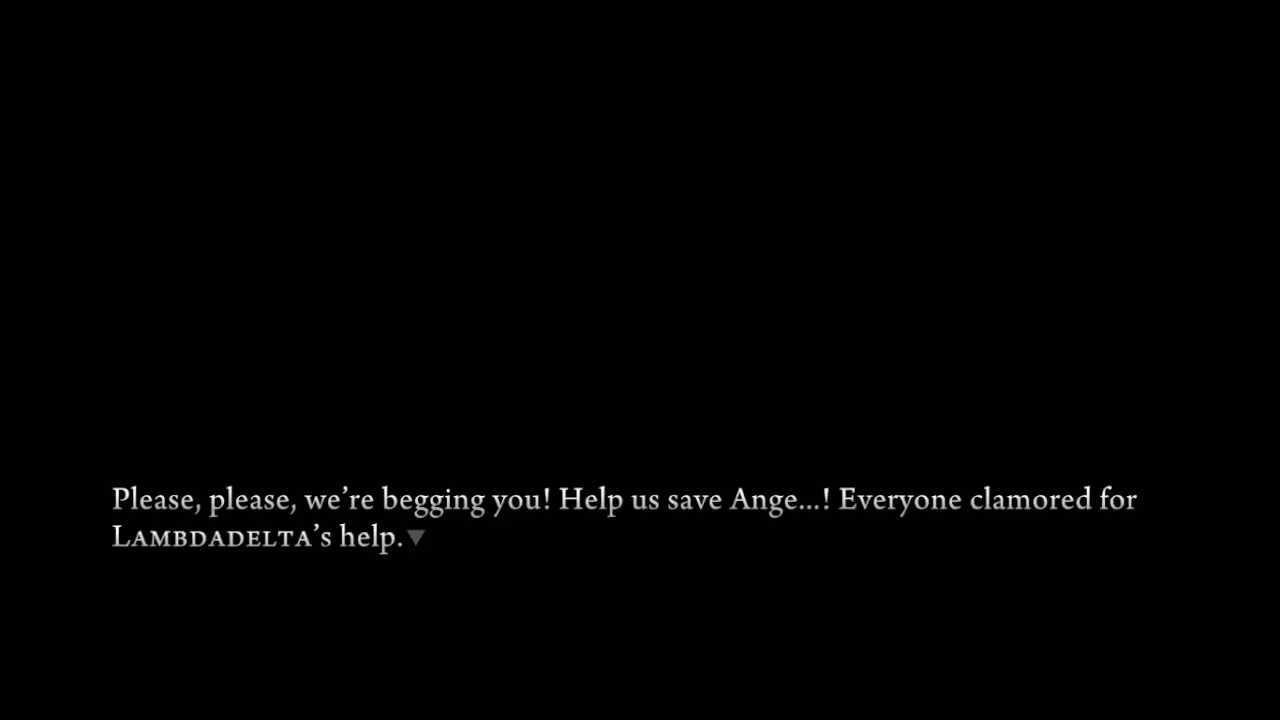 Please, please, we’re begging you! Help us save Ange...! Everyone clamored for
LAMBDADELTA’s help.